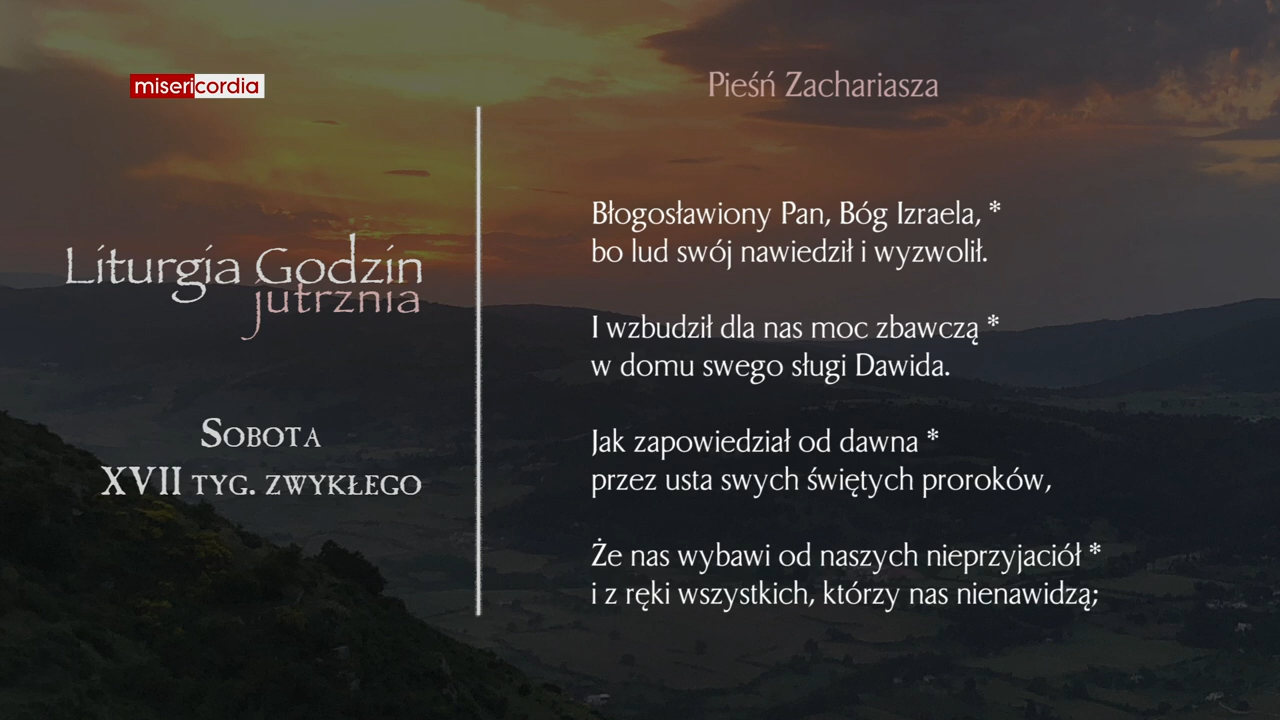 misericordia
Liturgia Godzin
jutrznia
Sobota
XVII tyg. zwykłego
Pieśń Zachariasza
Błogosławiony Pan, Bóg Izraela, *
bo lud swój nawiedził i wyzwolił.
I wzbudził dla nas moc zbawczą *
w domu swego sługi Dawida.
Jak zapowiedział od dawna *
przez usta swych świętych proroków,
Że nas wybawi od naszych nieprzyjaciół *
i z ręki wszystkich, którzy nas nienawidzą;